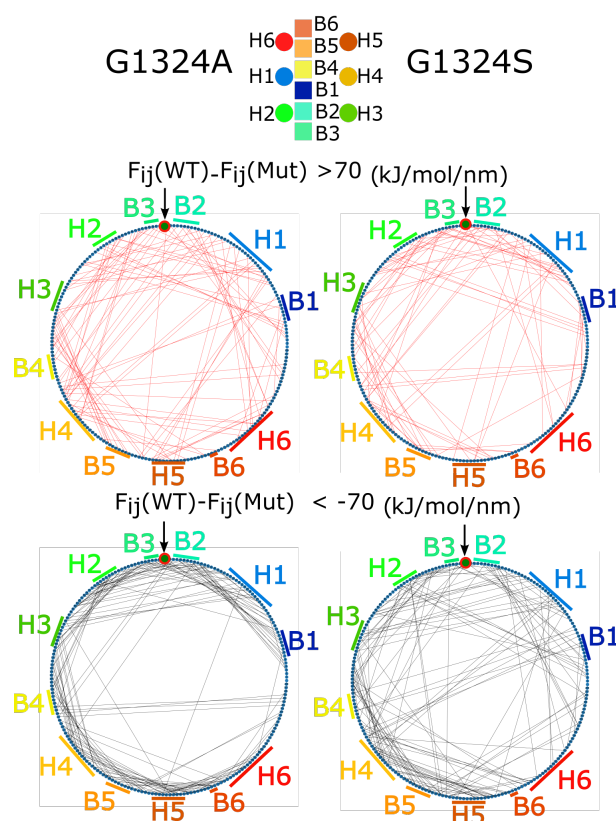 G1324A
G1324S
B6
H6 B5 H5
B4
H1 H4
B1
H2 B2 H3
B3
Fij(WT)-Fij(Mut) >70 (kJ/mol/nm)
B3 B2
H2 H1
H3 B1
B4
H4 H6
B5 H5 B6
B3 B2
H2 H1
H3 B1
B4
H4 H6
B5 H5 B6
Fij(WT)-Fij(Mut) < -70 (kJ/mol/nm)
B3 B2
H2 H1
H3 B1
B4
H4 H6
B5 H5 B6
B3 B2
H2 H1
H3 B1
B4
H4 H6
B5 H5 B6